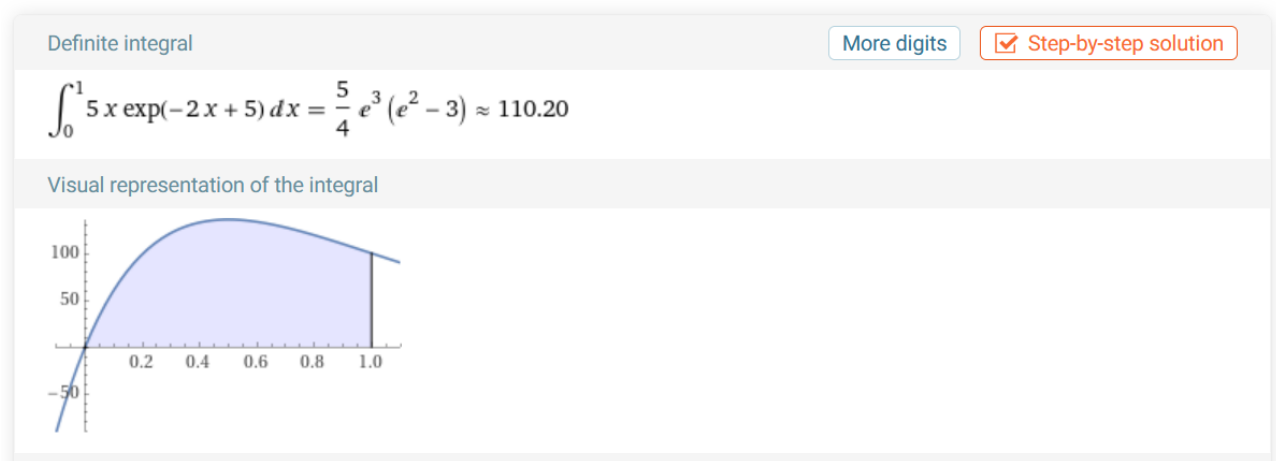 Definite integral More digits Step-by-step solution
∫₀¹ 5 x exp(−2 x + 5) dx = 5/4 e³ (e² − 3) ≈ 110.20
Visual representation of the integral
100
50
0.2 0.4 0.6 0.8 1.0
−50